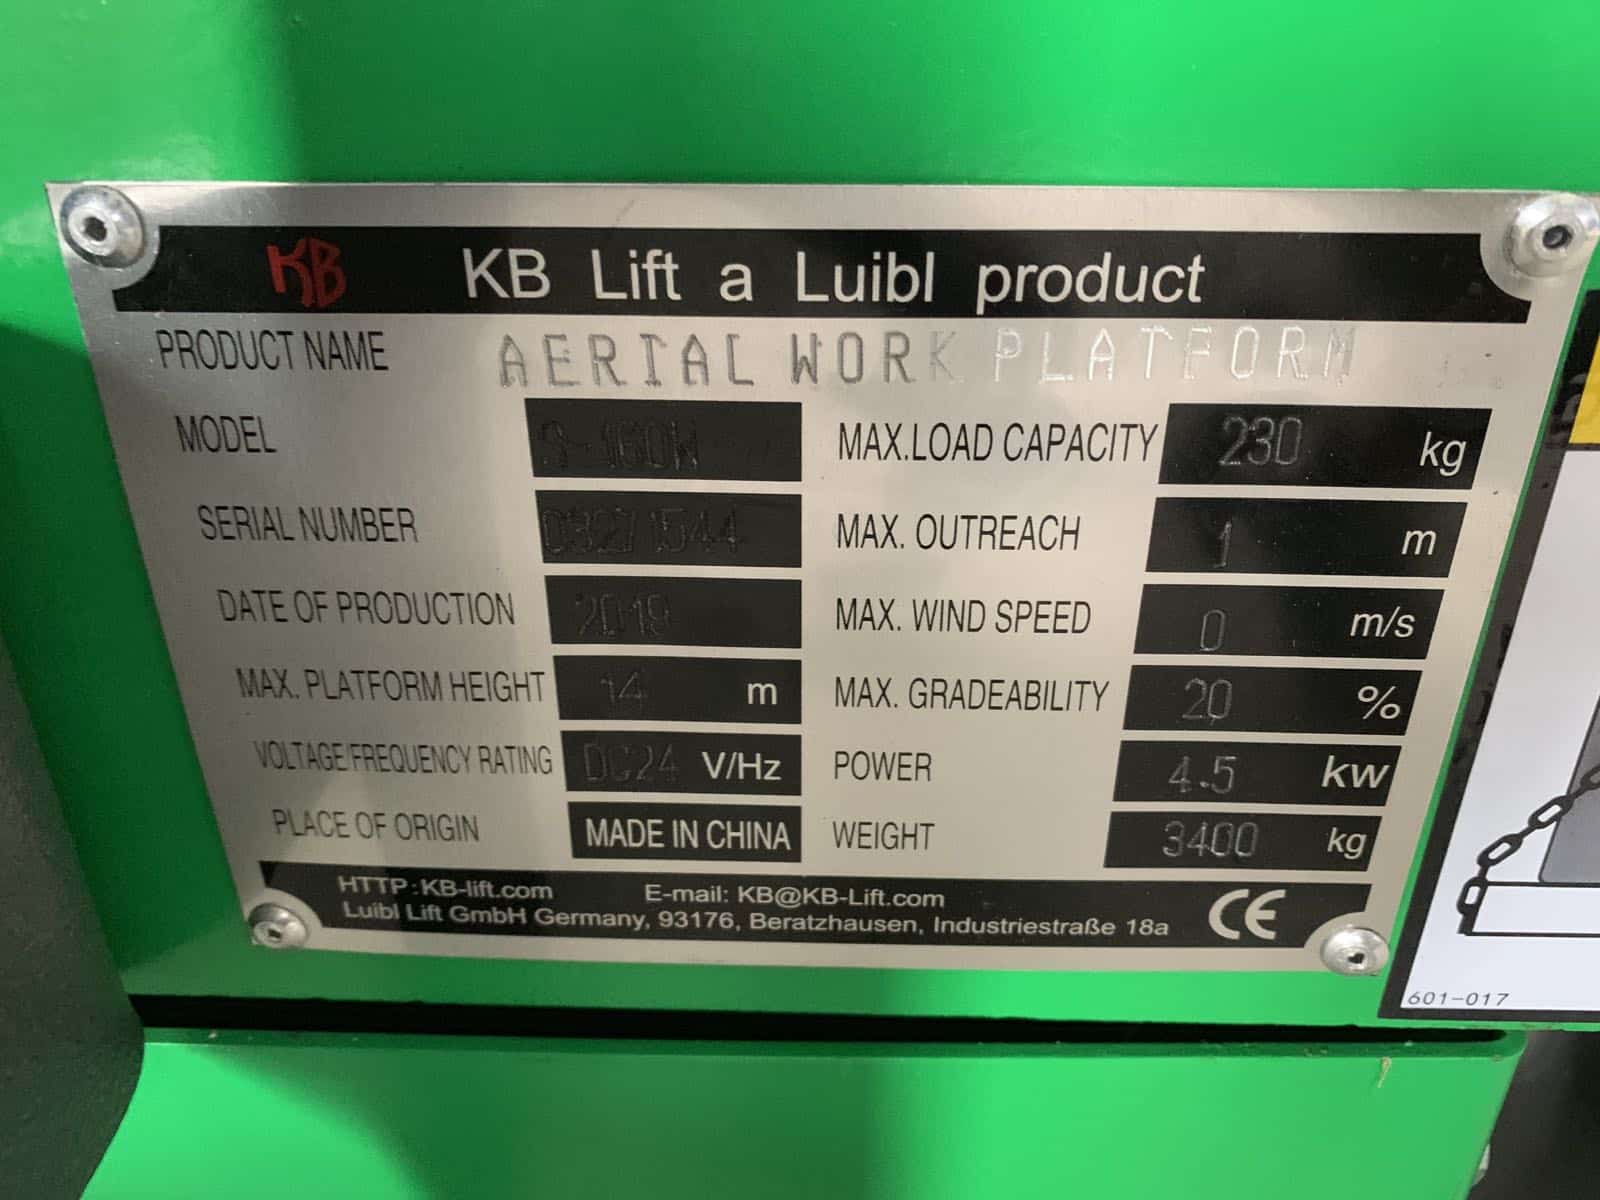 KB KB Lift a Luibl product
PRODUCT NAME AERIAL WORK PLATFORM
MODEL S-160W MAX.LOAD CAPACITY 230 kg
SERIAL NUMBER 03271544 MAX. OUTREACH 1 m
DATE OF PRODUCTION 2019 MAX. WIND SPEED 0 m/s
MAX. PLATFORM HEIGHT 14 m MAX. GRADEABILITY 20 %
VOLTAGE/FREQUENCY RATING DC24 V/Hz POWER 4.5 kw
PLACE OF ORIGIN MADE IN CHINA WEIGHT 3400 kg
HTTP:KB-lift.com E-mail: KB@KB-Lift.com
Luibl Lift GmbH Germany, 93176, Beratzhausen, Industriestraße 18a CE
601-017